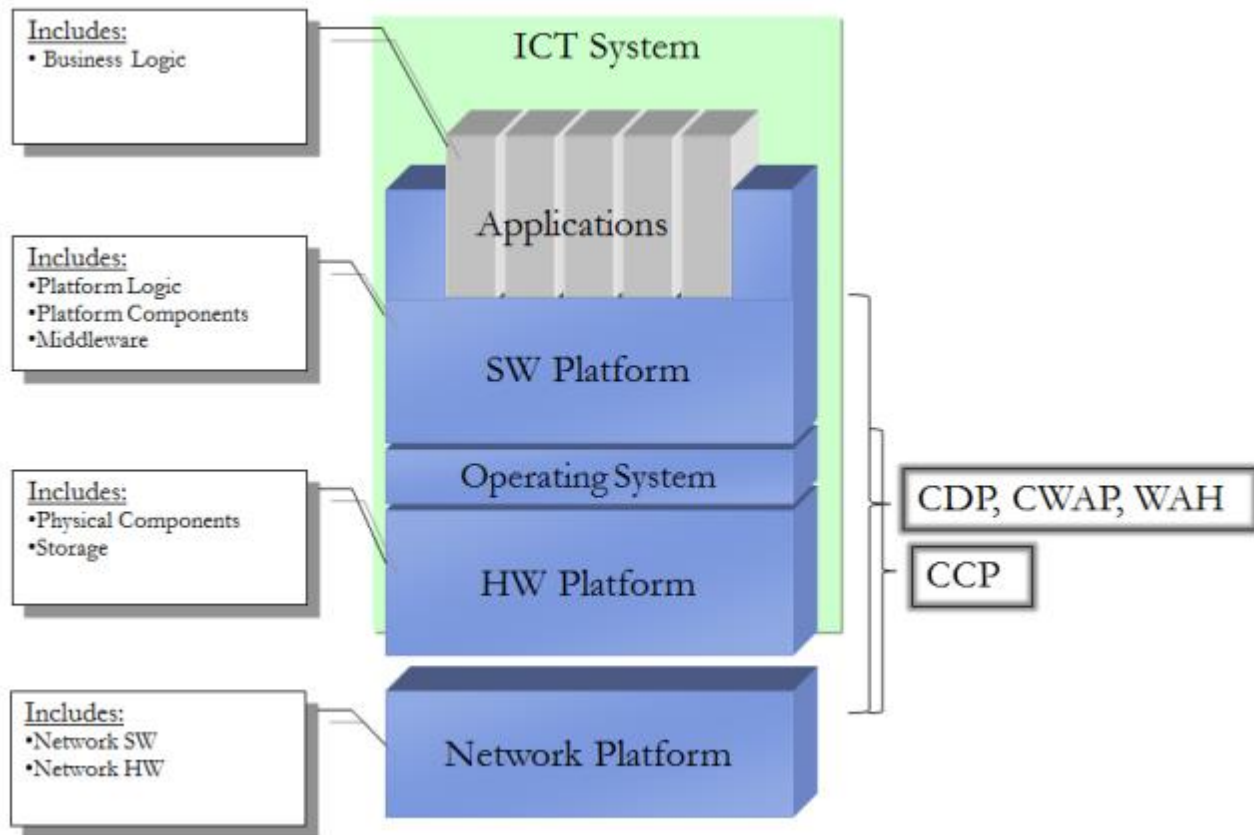 Includes:
• Business Logic
ICT System
Applications
Includes:
•Platform Logic
•Platform Components
•Middleware
SW Platform
Operating System
Includes:
•Physical Components
•Storage
HW Platform
CDP, CWAP, WAH
CCP
Includes:
•Network SW
•Network HW
Network Platform